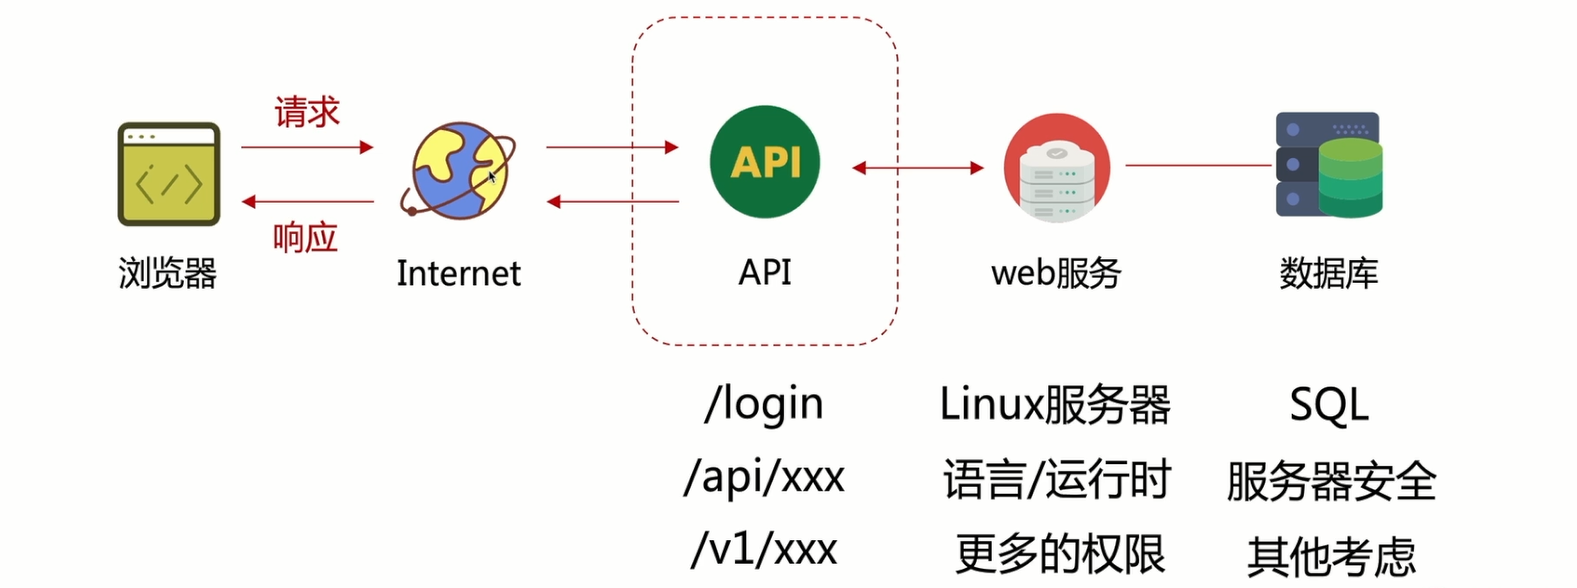 请求
API
响应
浏览器
Internet
API
web服务
数据库
/login
Linux服务器
SQL
/api/xxx
语言/运行时
服务器安全
/v1/xxx
更多的权限
其他考虑